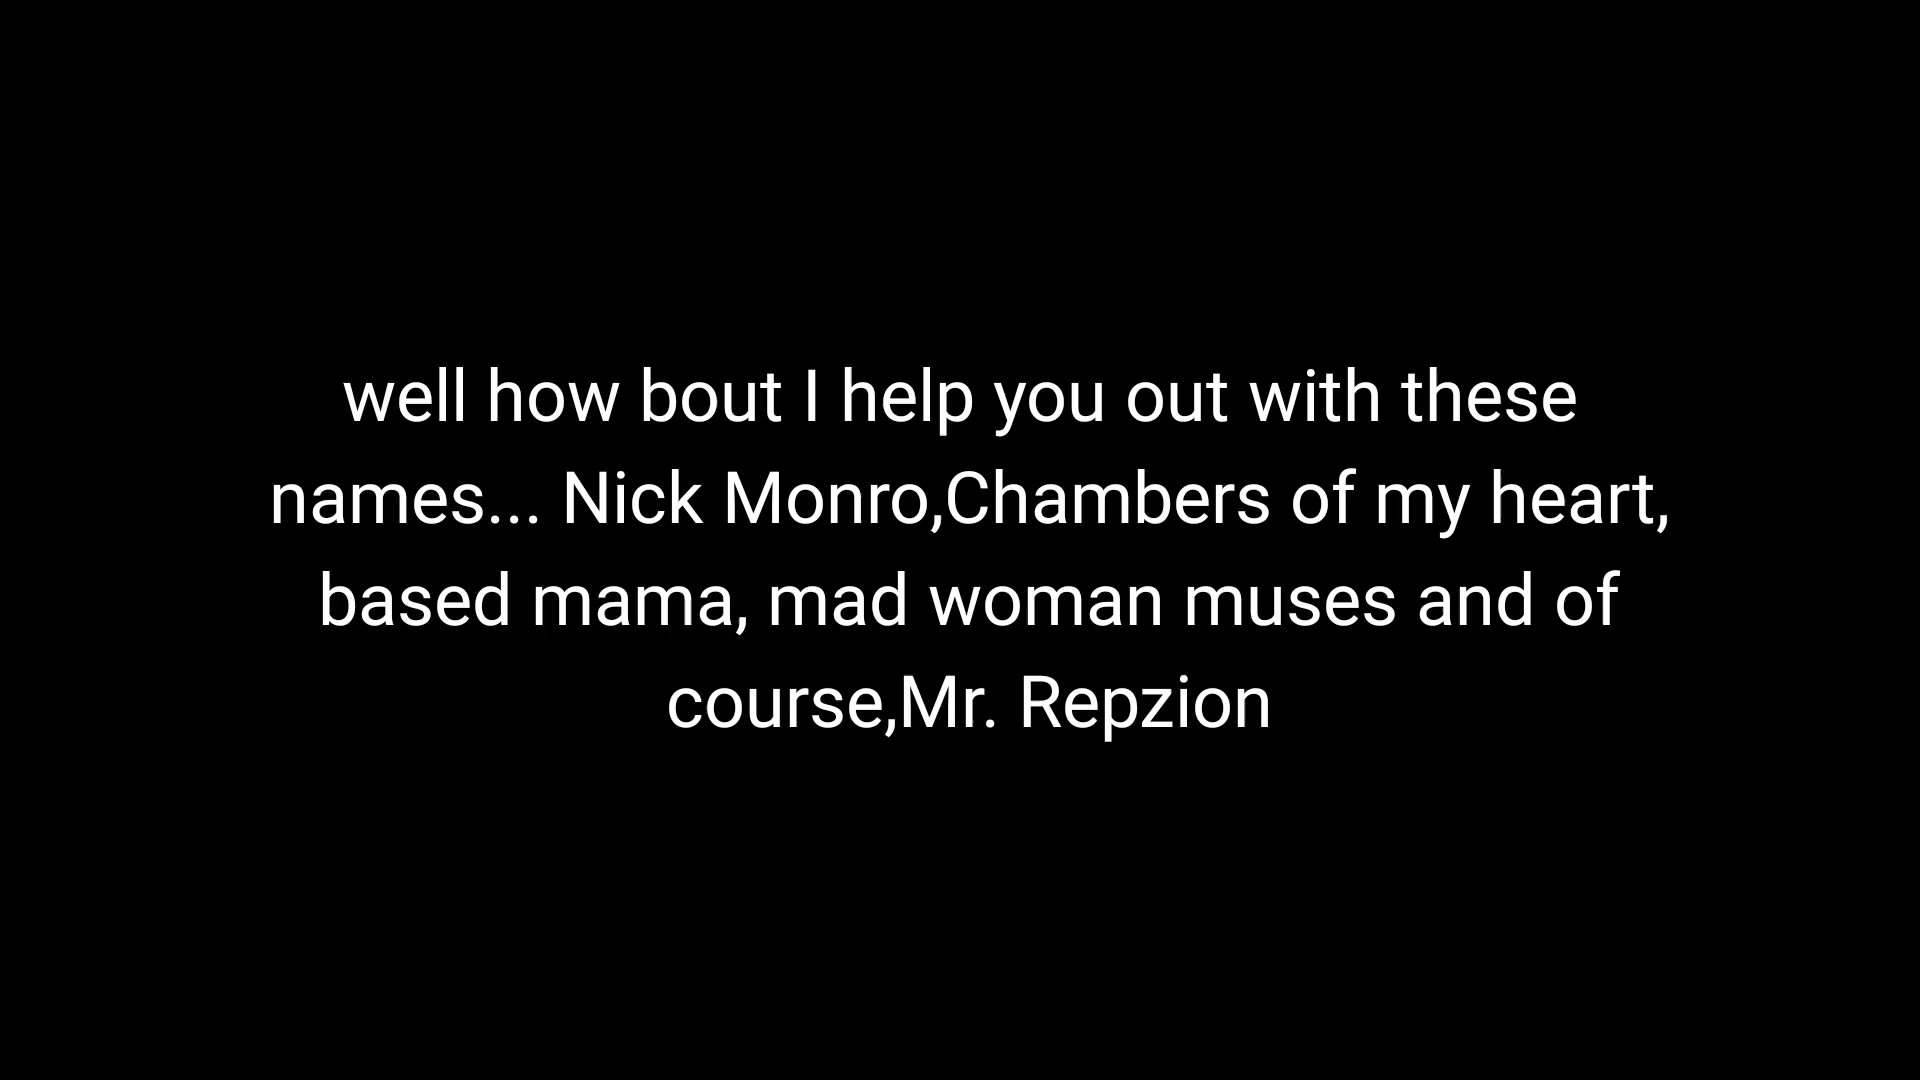 well how bout I help you out with these
names... Nick Monro,Chambers of my heart,
based mama, mad woman muses and of
course,Mr. Repzion